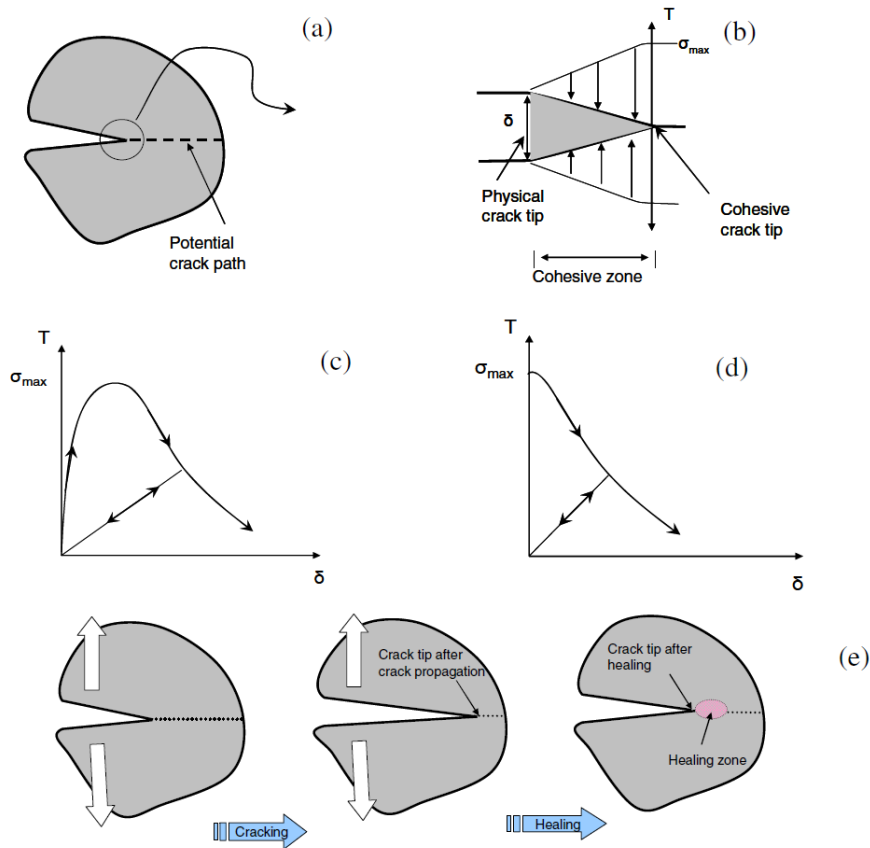 (a)
Potential
crack path
T
(b)
σmax
δ
Physical
crack tip
Cohesive
crack tip
Cohesive zone
T
(c)
σmax
δ
T
(d)
σmax
δ
(e)
Crack tip after
crack propagation
Crack tip after
healing
Healing zone
Cracking
Healing